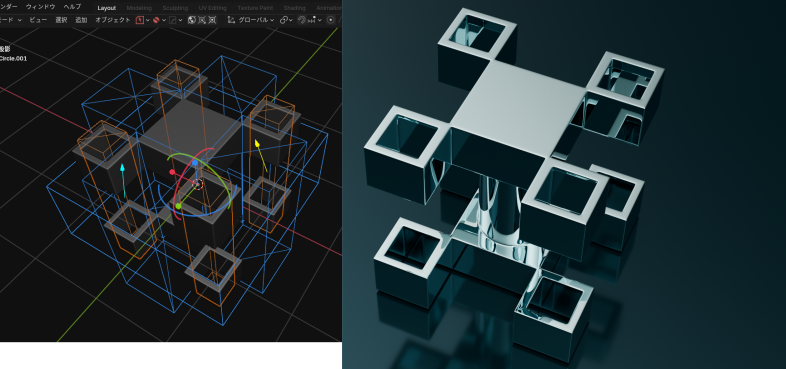 ンダー ウィンドウ ヘルプ Layout Modeling Sculpting UV Editing Texture Paint Shading Animation
モード ビュー 選択 追加 オブジェクト グローバル
投影
Circle.001